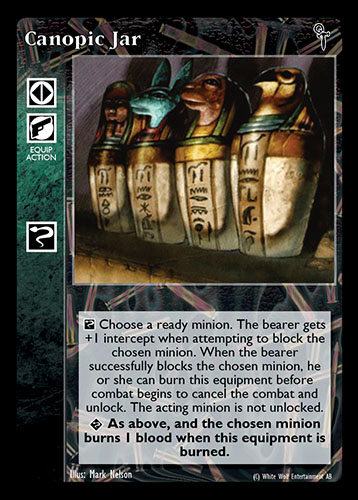 Canopic Jar
EQUIP
ACTION
Choose a ready minion. The bearer gets
+1 intercept when attempting to block the
chosen minion. When the bearer
successfully blocks the chosen minion, he
or she can burn this equipment before
combat begins to cancel the combat and
unlock. The acting minion is not unlocked.
As above, and the chosen minion
burns 1 blood when this equipment is
burned.
Illus: Mark Nelson
(C) White Wolf Entertainment AB